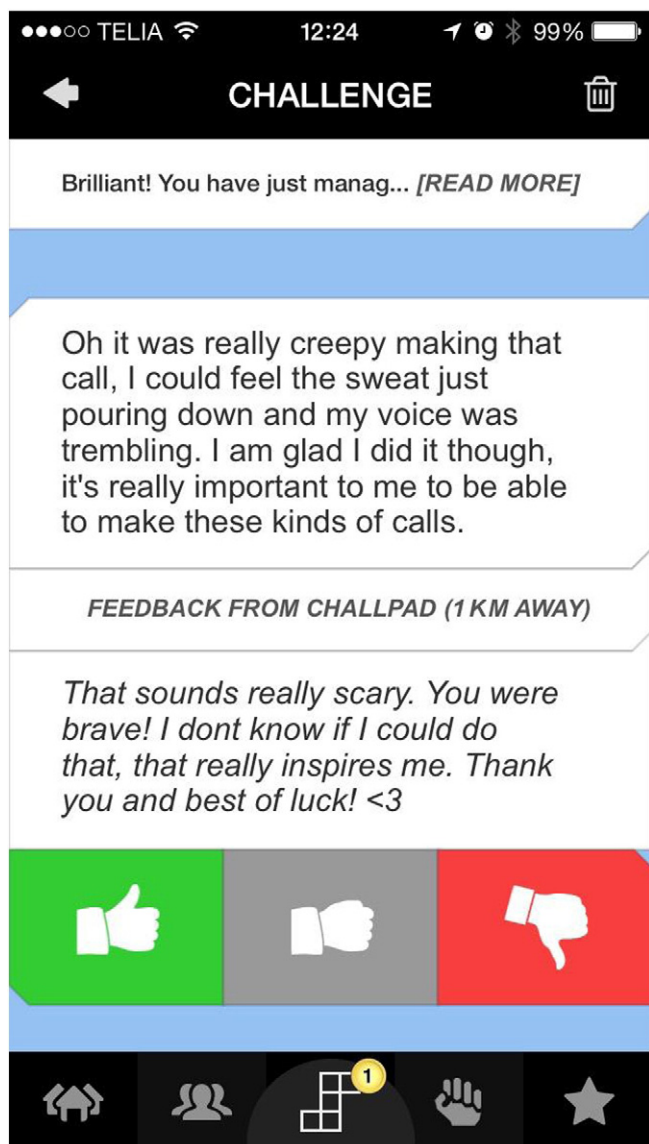 TELIA 12:24 99%
CHALLENGE
Brilliant! You have just manag... [READ MORE]
Oh it was really creepy making that
call, I could feel the sweat just
pouring down and my voice was
trembling. I am glad I did it though,
it's really important to me to be able
to make these kinds of calls.
FEEDBACK FROM CHALLPAD (1 KM AWAY)
That sounds really scary. You were
brave! I dont know if I could do
that, that really inspires me. Thank
you and best of luck! <3
1